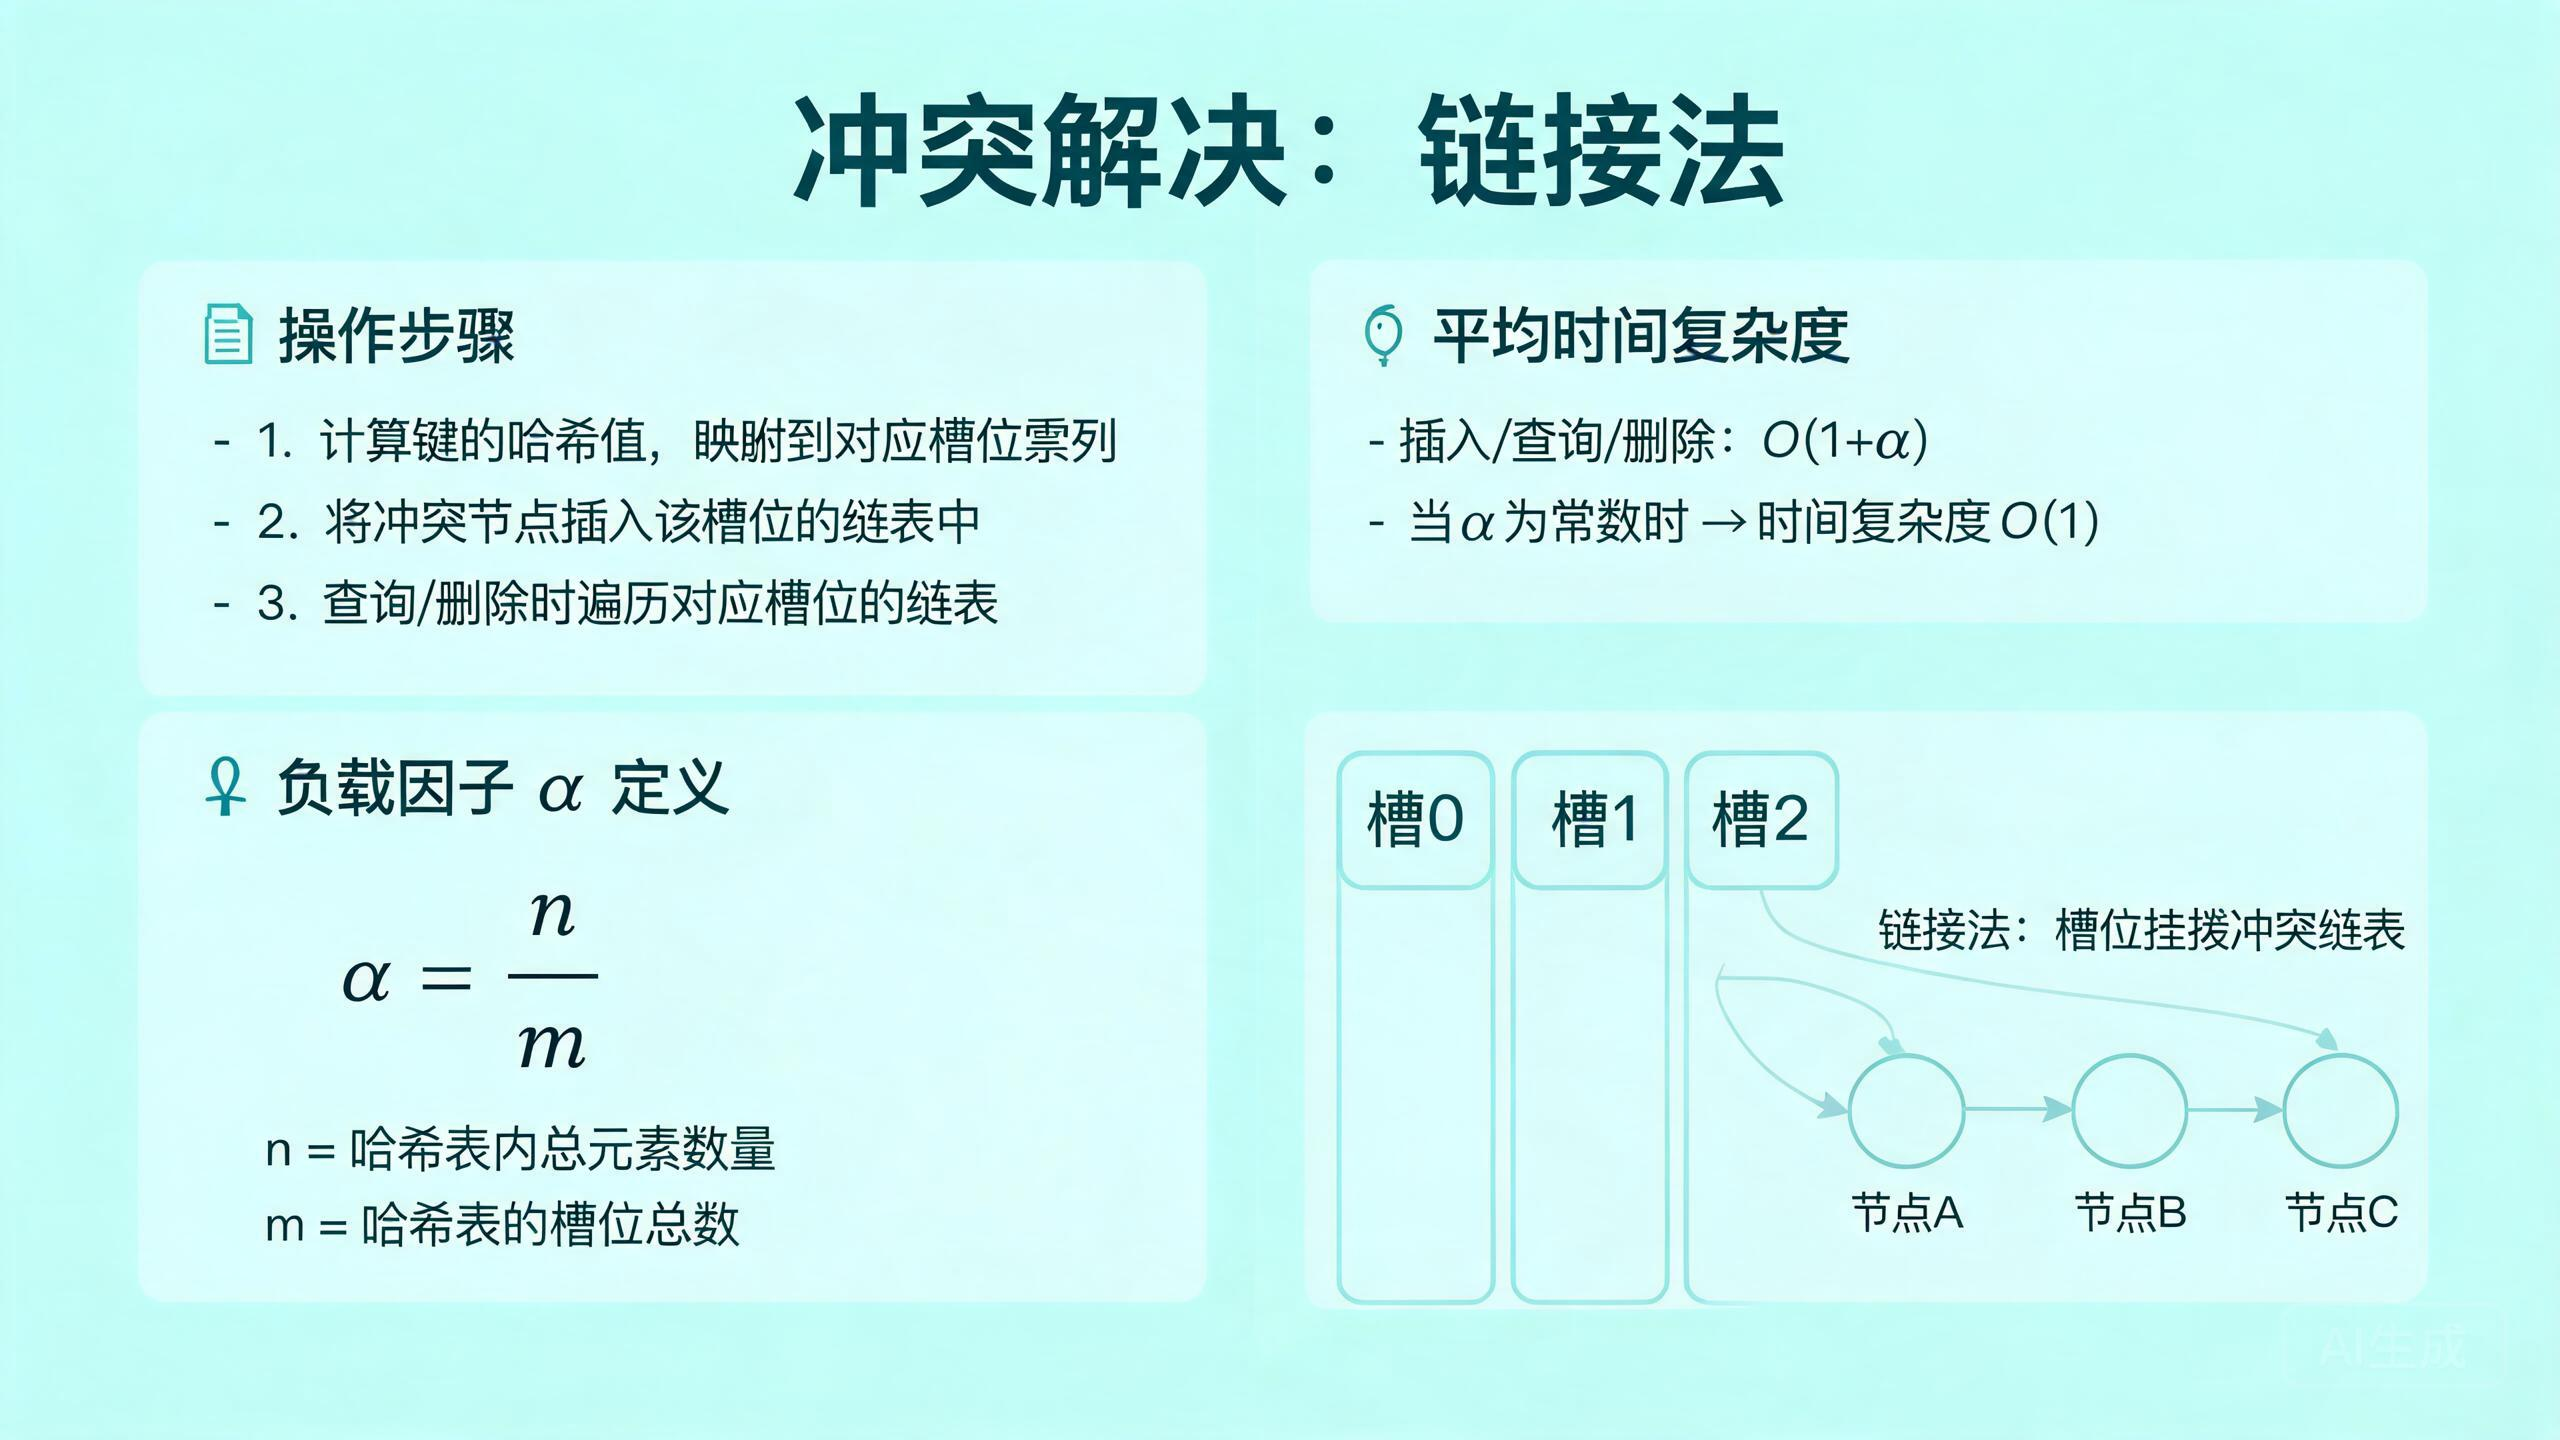 冲突解决：链接法
操作步骤
- 1. 计算键的哈希值，映射到对应槽位
- 2. 将冲突节点插入该槽位的链表中
- 3. 查询/删除时遍历对应槽位的链表
平均时间复杂度
- 插入/查询/删除：O(1+α)
- 当 α 为常数时 → 时间复杂度 O(1)
负载因子 α 定义
α = n/m
n = 哈希表内总元素数量
m = 哈希表的槽位总数
槽0 槽1 槽2
链接法：槽位挂拨冲突链表
节点A 节点B 节点C
AI生成